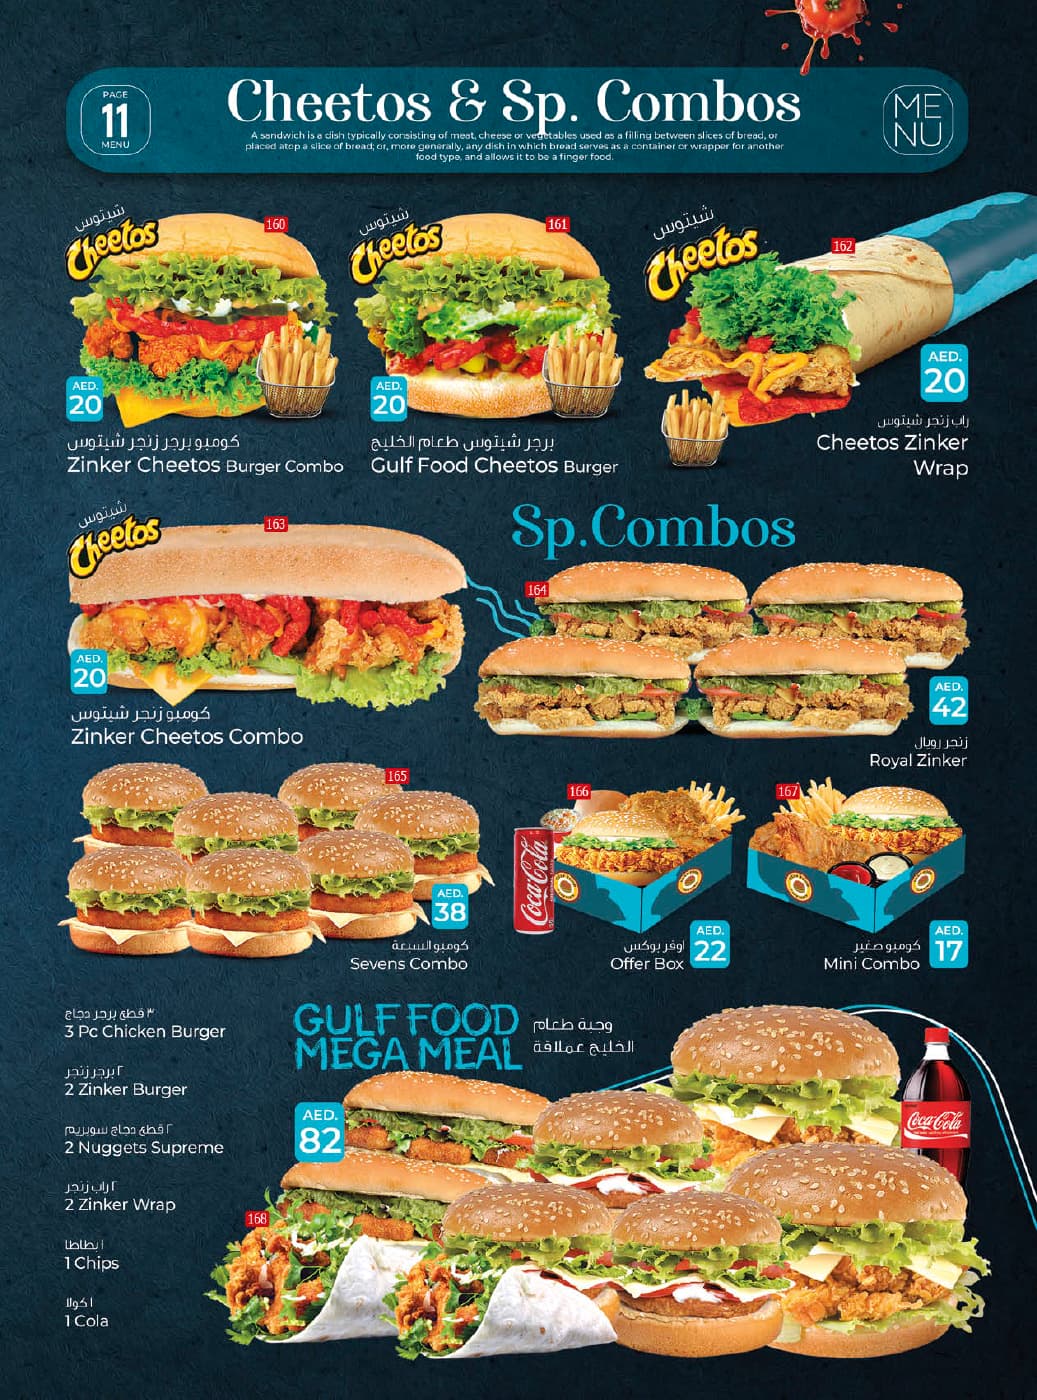 PAGE
11
MENU
Cheetos & Sp. Combos
A sandwich is a dish typically consisting of meat, cheese or vegetables used as a filling between slices of bread, or
placed atop a slice of bread; or, more generally, any dish in which bread serves as a container or wrapper for another
food type, and allows it to be a finger food.
ME
NU
شيتوس
Cheetos
160
AED.
20
كومبو برجر زنجر شيتوس
Zinker Cheetos Burger Combo
شيتوس
Cheetos
161
AED.
20
برجر شيتوس طعام الخليج
Gulf Food Cheetos Burger
شيتوس
Cheetos
162
AED.
20
راب زنجر شيتوس
Cheetos Zinker
Wrap
شيتوس
Cheetos
163
AED.
20
كومبو زنجر شيتوس
Zinker Cheetos Combo
Sp.Combos
164
AED.
42
زنجر رويال
Royal Zinker
165
AED.
38
كومبو السبعة
Sevens Combo
166
Coca-Cola
AED.
22
اوفر بوكس
Offer Box
167
AED.
17
كومبو صغير
Mini Combo
GULF FOOD
MEGA MEAL
وجبة طعام
الخليج عملاقة
AED.
82
168
Coca-Cola
٣ قطع برجر دجاج
3 Pc Chicken Burger
٢ برجر زنجر
2 Zinker Burger
٢ قطع دجاج سوبريم
2 Nuggets Supreme
٢ راب زنجر
2 Zinker Wrap
١ بطاطا
1 Chips
١ كولا
1 Cola